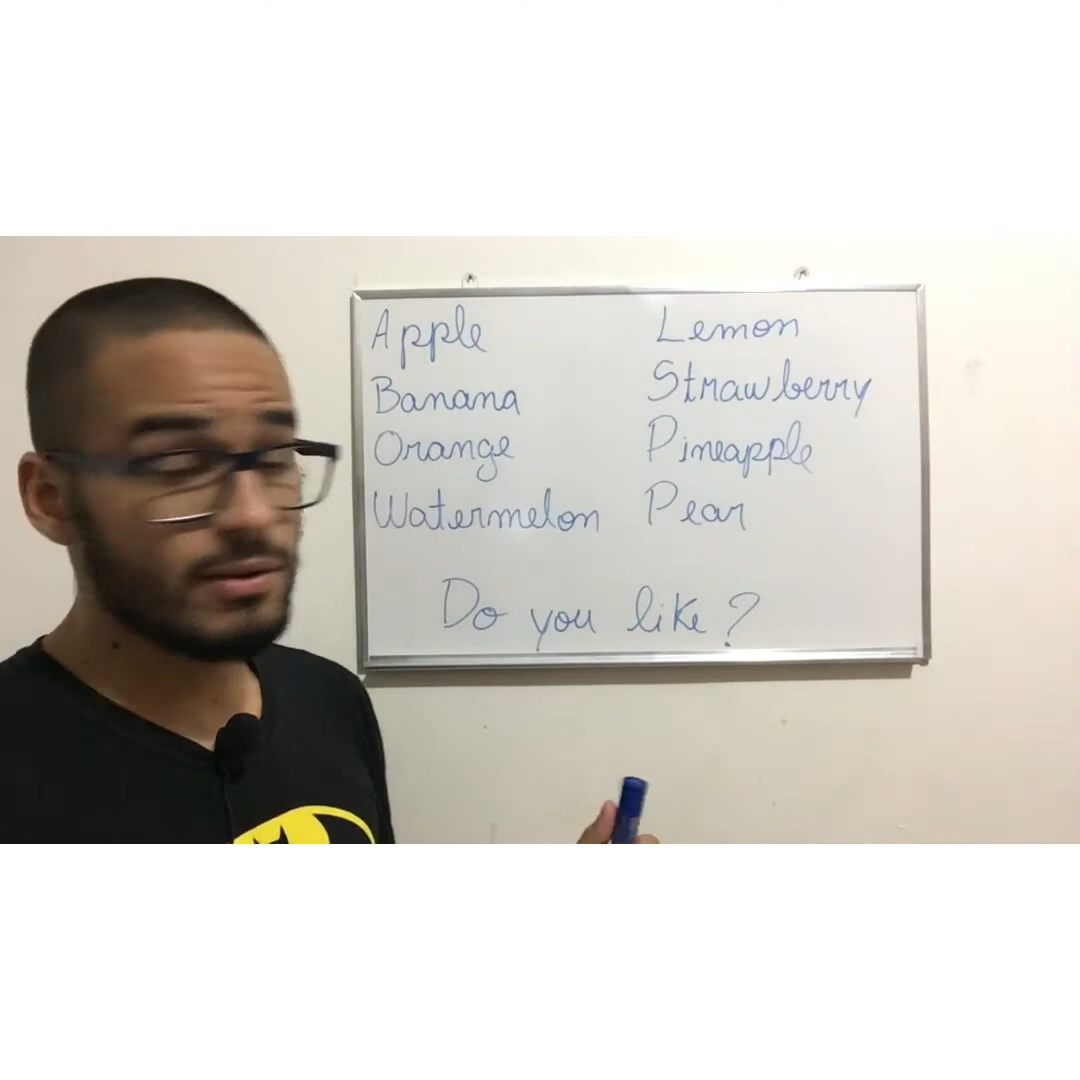 Apple
Banana
Orange
Watermelon
Lemon
Strawberry
Pineapple
Pear
Do you like?